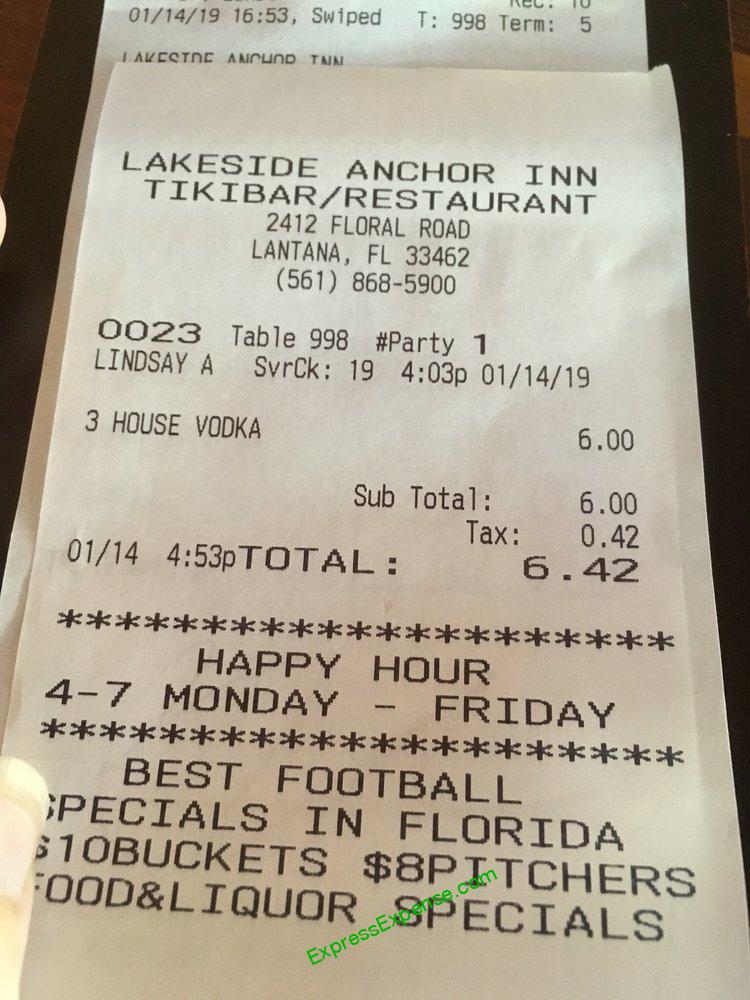 Rec: 10
01/14/19 16:53, Swiped T: 998 Term: 5
LAKESIDE ANCHOR INN
LAKESIDE ANCHOR INN
TIKIBAR/RESTAURANT
2412 FLORAL ROAD
LANTANA, FL 33462
(561) 868-5900
0023 Table 998 #Party 1
LINDSAY A SvrCk: 19 4:03p 01/14/19
3 HOUSE VODKA 6.00
Sub Total: 6.00
Tax: 0.42
01/14 4:53pTOTAL: 6.42
**********************
HAPPY HOUR
4-7 MONDAY - FRIDAY
***********************
BEST FOOTBALL
SPECIALS IN FLORIDA
$10BUCKETS $8PITCHERS
FOOD&LIQUOR SPECIALS
ExpressExpense.com